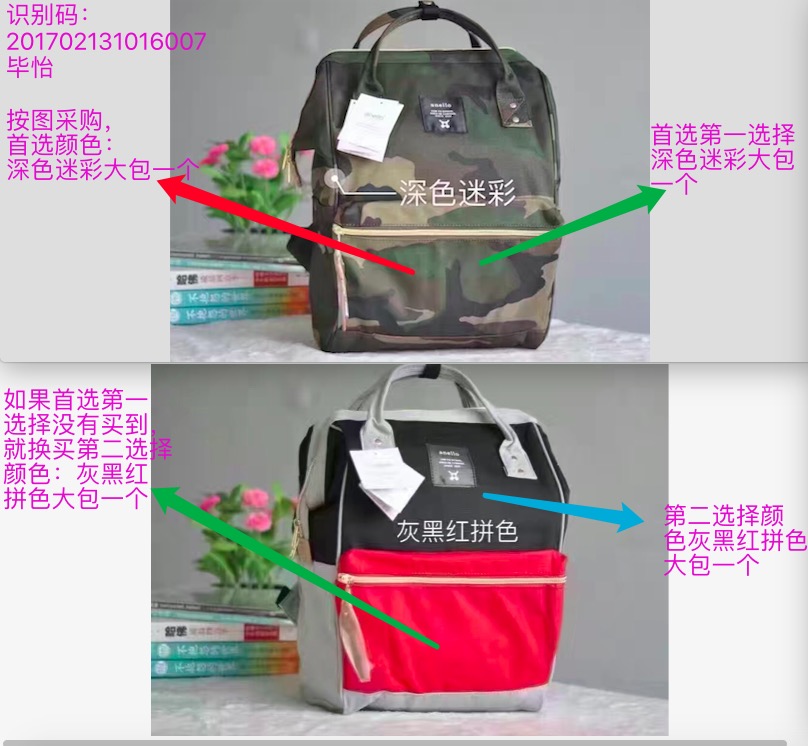 识别码：
201702131016007
毕怡
按图采购，
首选颜色：
深色迷彩大包一个
首选第一选择
深色迷彩大包
一个
anello
深色迷彩
如果首选第一
选择没有买到，
就换买第二选择
颜色：灰黑红
拼色大包一个
anello
灰黑红拼色
第二选择颜
色灰黑红拼色
大包一个